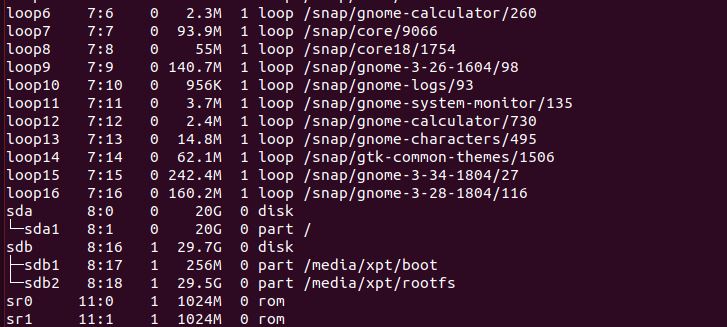 loop6 7:6 0 2.3M 1 loop /snap/gnome-calculator/260
loop7 7:7 0 93.9M 1 loop /snap/core/9066
loop8 7:8 0 55M 1 loop /snap/core18/1754
loop9 7:9 0 140.7M 1 loop /snap/gnome-3-26-1604/98
loop10 7:10 0 956K 1 loop /snap/gnome-logs/93
loop11 7:11 0 3.7M 1 loop /snap/gnome-system-monitor/135
loop12 7:12 0 2.4M 1 loop /snap/gnome-calculator/730
loop13 7:13 0 14.8M 1 loop /snap/gnome-characters/495
loop14 7:14 0 62.1M 1 loop /snap/gtk-common-themes/1506
loop15 7:15 0 242.4M 1 loop /snap/gnome-3-34-1804/27
loop16 7:16 0 160.2M 1 loop /snap/gnome-3-28-1804/116
sda 8:0 0 20G 0 disk
└─sda1 8:1 0 20G 0 part /
sdb 8:16 1 29.7G 0 disk
├─sdb1 8:17 1 256M 0 part /media/xpt/boot
└─sdb2 8:18 1 29.5G 0 part /media/xpt/rootfs
sr0 11:0 1 1024M 0 rom
sr1 11:1 1 1024M 0 rom